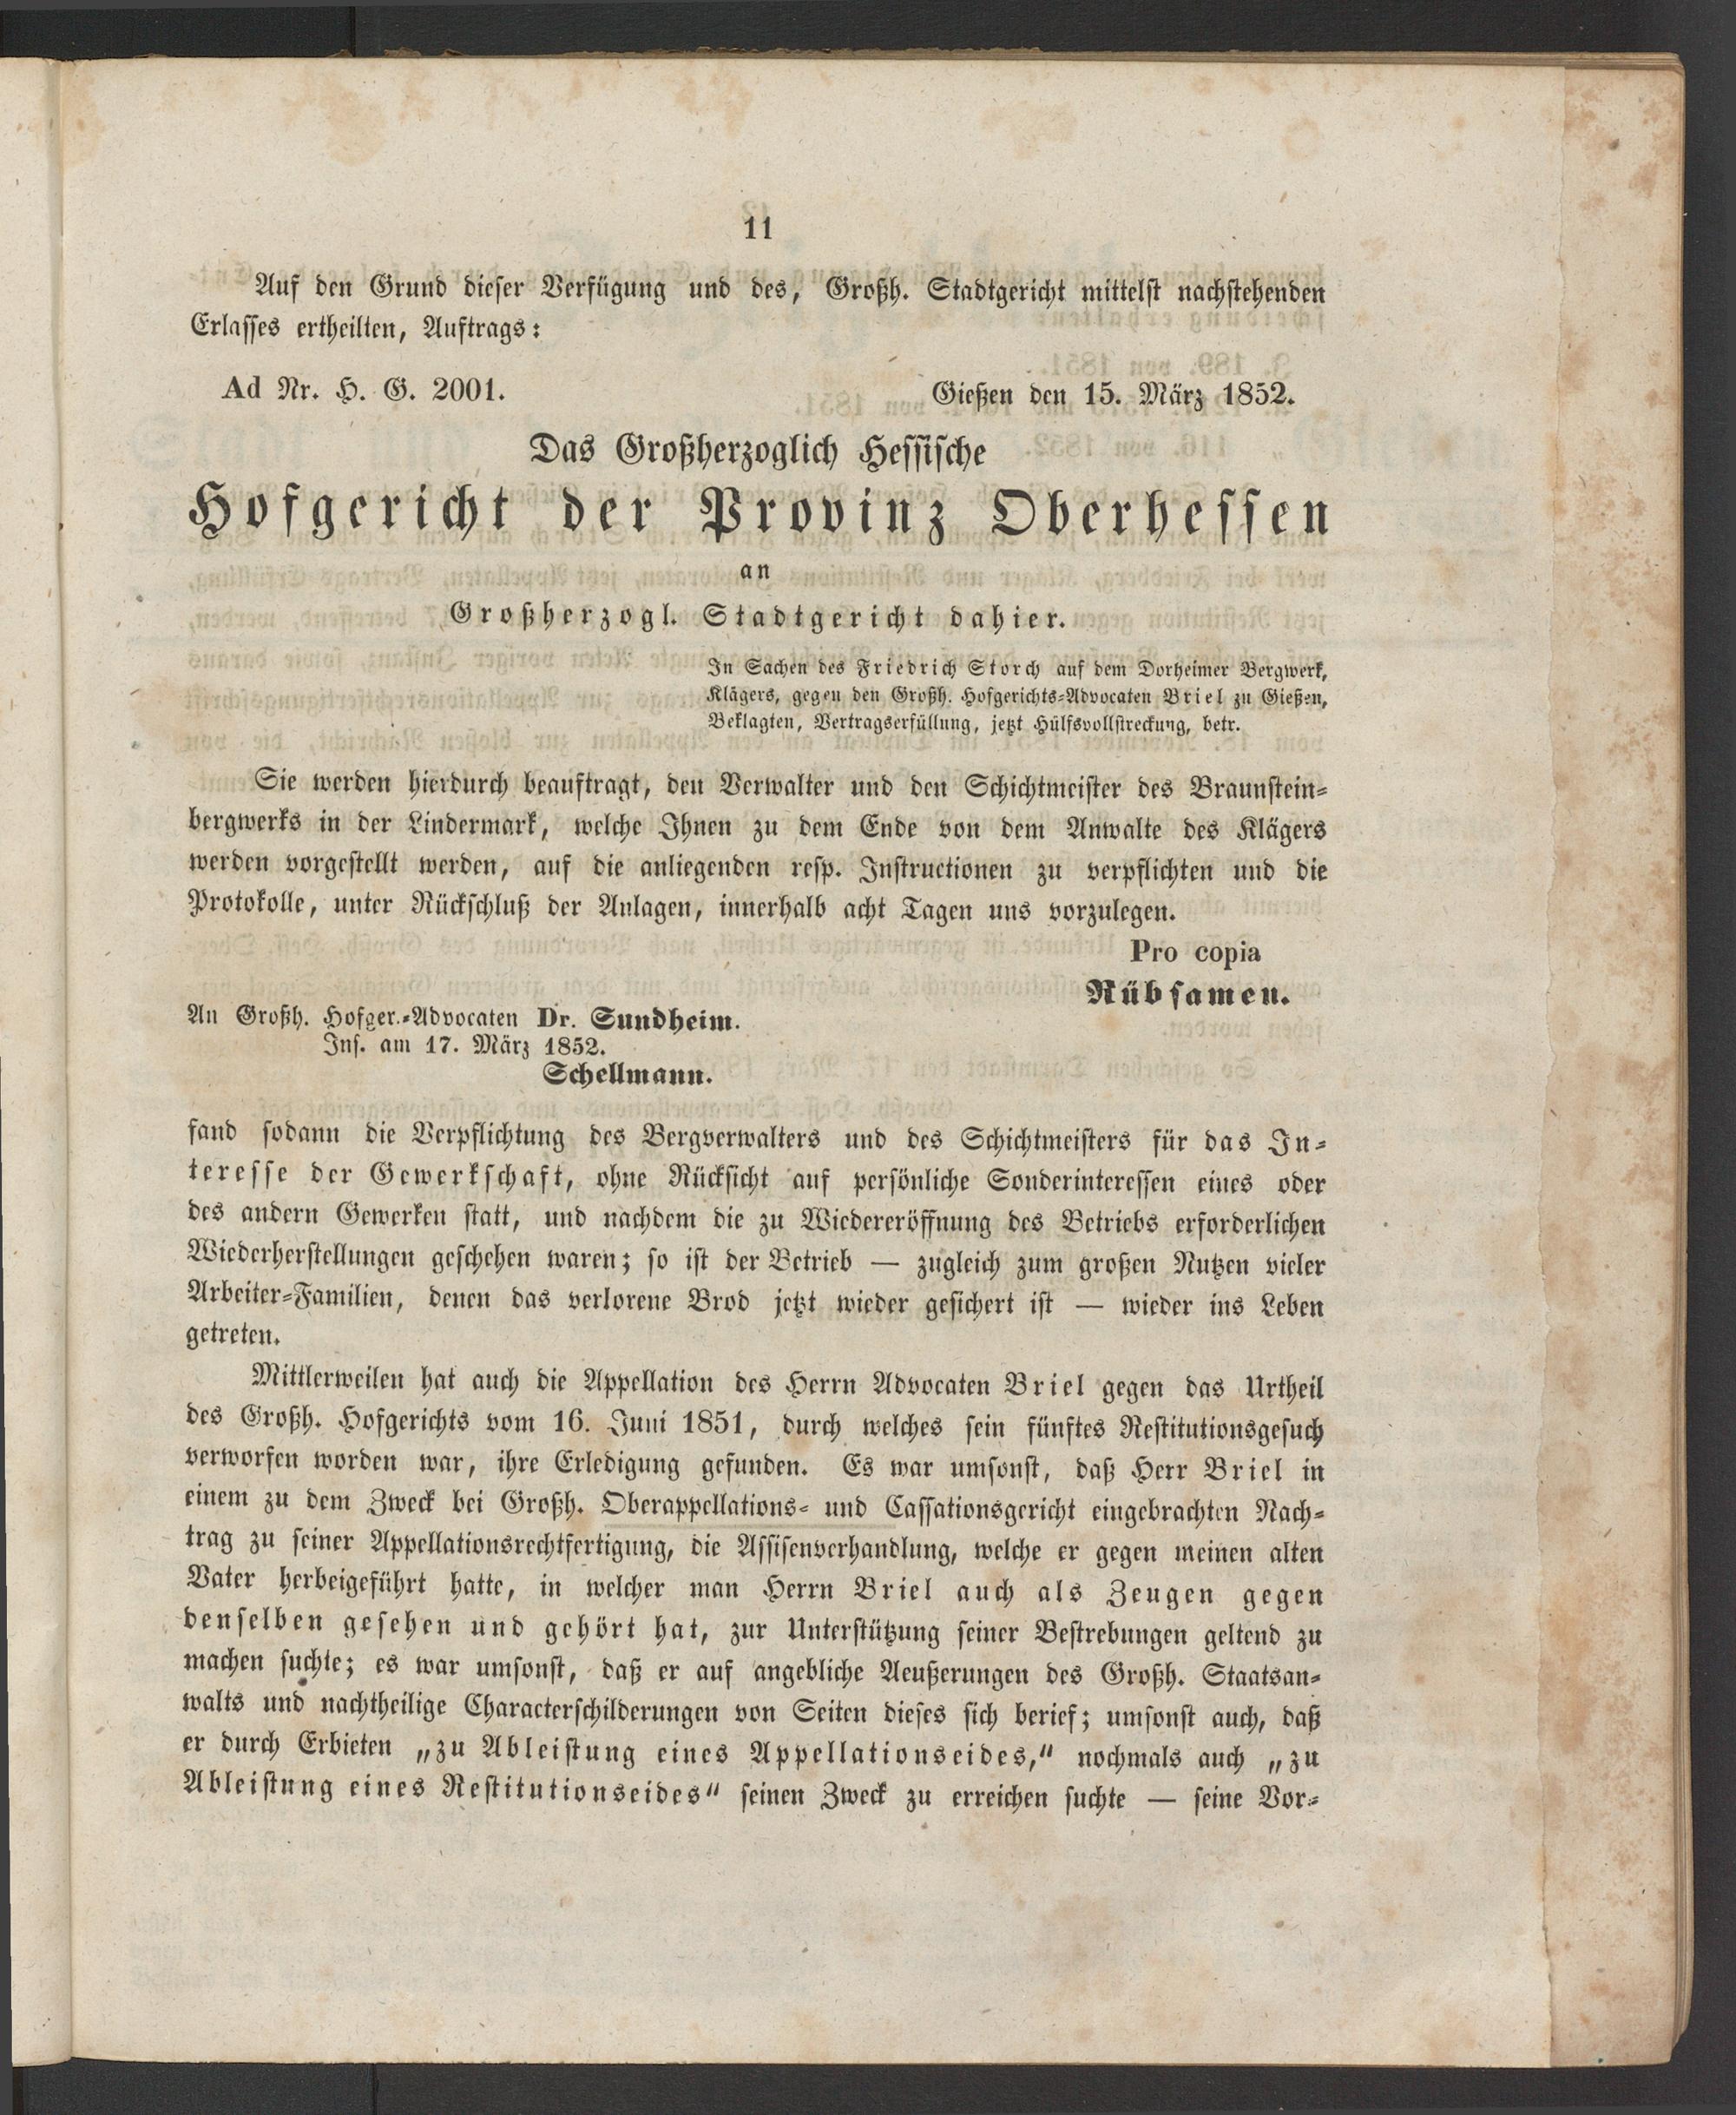 11
Auf den Grund dieser Verfügung und des, Großh. Stadtgericht mittelst nachstehenden
Erlasses ertheilten, Auftrags:
Ad Nr. H. G. 2001.
Gießen den 15. März 1852.
Das Großherzoglich Hessische
Hofgericht der Provinz Oberhessen
an
Großherzogl. Stadtgericht dahier.
In Sachen des Friedrich Storch auf dem Dorheimer Bergwerk,
Klägers, gegen den Großh. Hofgerichts-Advocaten Briel zu Gießen,
Beklagten, Vertragserfüllung, jetzt Hülfsvollstreckung, betr.
Sie werden hierdurch beauftragt, den Verwalter und den Schichtmeister des Braunstein-
bergwerks in der Lindermark, welche Ihnen zu dem Ende von dem Anwalte des Klägers
werden vorgestellt werden, auf die anliegenden resp. Instructionen zu verpflichten und die
Protokolle, unter Rückschluß der Anlagen, innerhalb acht Tagen uns vorzulegen.
Pro copia
Rübsamen.
An Großh. Hofger.-Advocaten Dr. Sundheim.
Ins. am 17. März 1852.
Schellmann.
fand sodann die Verpflichtung des Bergverwalters und des Schichtmeisters für das In-
teresse der Gewerkschaft, ohne Rücksicht auf persönliche Sonderinteressen eines oder
des andern Gewerken statt, und nachdem die zu Wiedereröffnung des Betriebs erforderlichen
Wiederherstellungen geschehen waren; so ist der Betrieb — zugleich zum großen Nutzen vieler
Arbeiter-Familien, denen das verlorene Brod jetzt wieder gesichert ist — wieder ins Leben
getreten.
Mittlerweilen hat auch die Appellation des Herrn Advocaten Briel gegen das Urtheil
des Großh. Hofgerichts vom 16. Juni 1851, durch welches sein fünftes Restitutionsgesuch
verworfen worden war, ihre Erledigung gefunden. Es war umsonst, daß Herr Briel in
einem zu dem Zweck bei Großh. Oberappellations- und Cassationsgericht eingebrachten Nach-
trag zu seiner Appellationsrechtfertigung, die Assisenverhandlung, welche er gegen meinen alten
Vater herbeigeführt hatte, in welcher man Herrn Briel auch als Zeugen gegen
denselben gesehen und gehört hat, zur Unterstützung seiner Bestrebungen geltend zu
machen suchte; es war umsonst, daß er auf angebliche Aeußerungen des Großh. Staatsan-
walts und nachtheilige Characterschilderungen von Seiten dieses sich berief; umsonst auch, daß
er durch Erbieten „zu Ableistung eines Appellationseides,“ nochmals auch „zu
Ableistung eines Restitutionseides“ seinen Zweck zu erreichen suchte — seine Vor-